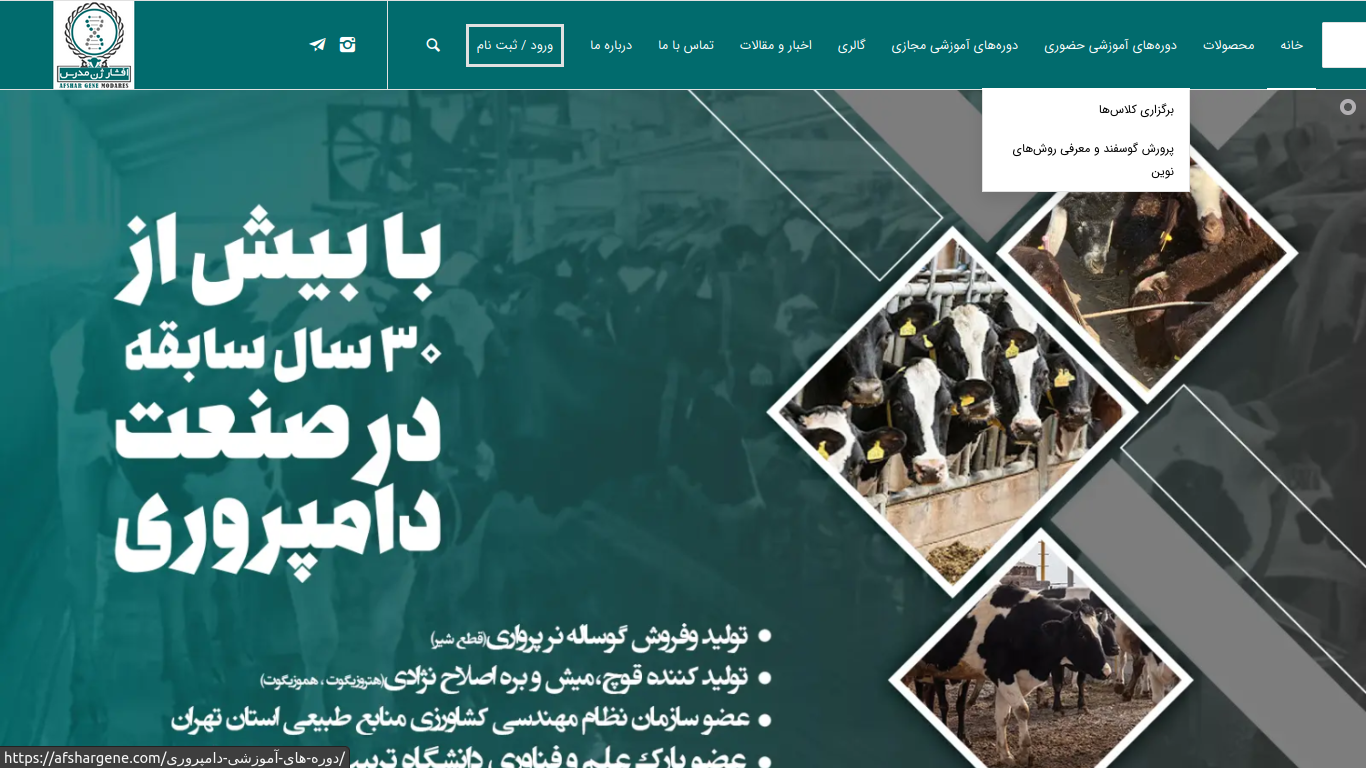 خانه
محصولات
دوره‌های آموزشی حضوری
دوره‌های آموزشی مجازی
گالری
اخبار و مقالات
تماس با ما
درباره ما
ورود / ثبت نام
افشار ژن مدرس
AFSHAR GENE MODARES
برگزاری کلاس‌ها
پرورش گوسفند و معرفی روش‌های
نوین
با بیش از
۳۰ سال سابقه
در صنعت
دامپروری
تولید وفروش گوساله نر پرواری(قطع شیر)
تولید کننده قوچ،میش و بره اصلاح نژادی(هتروزیگوت ، هموزیگوت)
عضو سازمان نظام مهندسی کشاورزی منابع طبیعی استان تهران
عضو پارک علم و فناوری دانشگاه
https://afshargene.com/دوره-های-آموزشی-دامپروری/